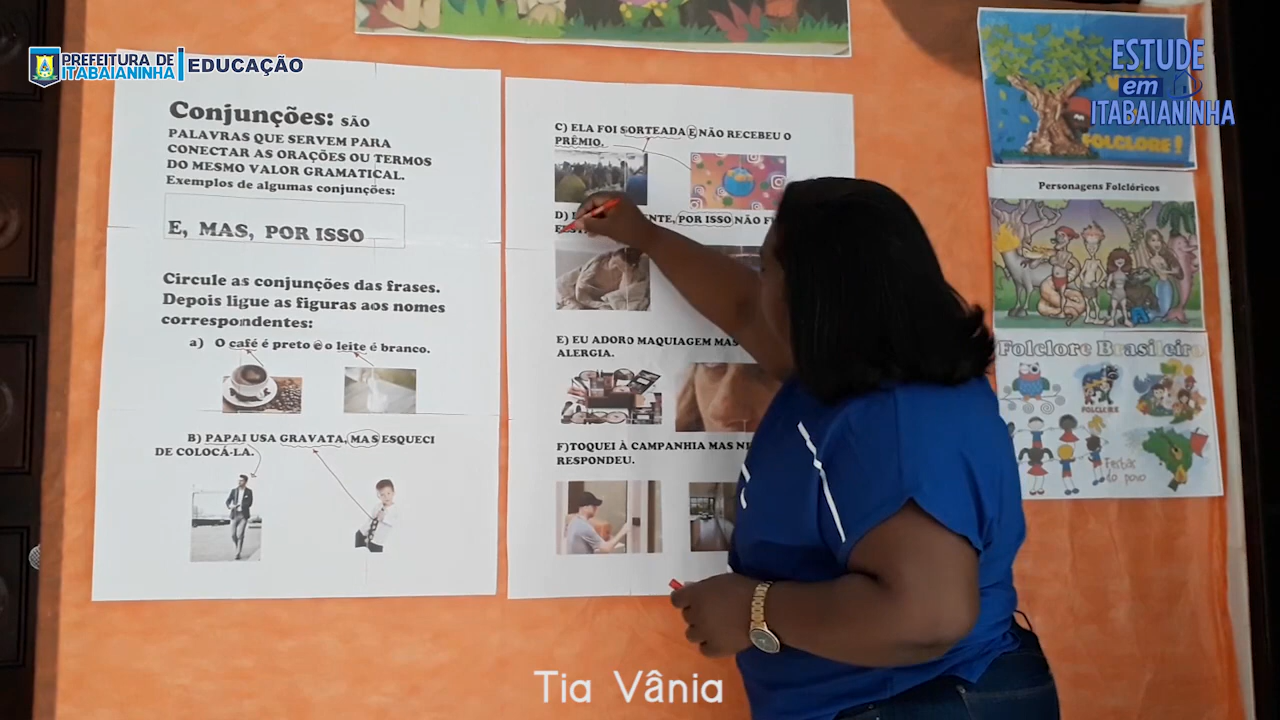 PREFEITURA DE
ITABAIANINHA
EDUCAÇÃO
ESTUDE
em
ITABAIANINHA
Conjunções: SÃO
PALAVRAS QUE SERVEM PARA
CONECTAR AS ORAÇÕES OU TERMOS
DO MESMO VALOR GRAMATICAL.
Exemplos de algumas conjunções:
E, MAS, POR ISSO
Circule as conjunções das frases.
Depois ligue as figuras aos nomes
correspondentes:
a) O café é preto e o leite é branco.
B) PAPAI USA GRAVATA, MAS ESQUECI
DE COLOCÁ-LA.
C) ELA FOI SORTEADA E NÃO RECEBEU O
PRÊMIO.
D) POR ISSO NÃO
E) EU ADORO MAQUIAGEM MAS
ALERGIA.
F)TOQUEI À CAMPANHIA MAS
RESPONDEU.
FOLCLORE!
Personagens Folclóricos
Folclore Brasileiro
FOLCLORE
Festas
do povo
Tia Vânia